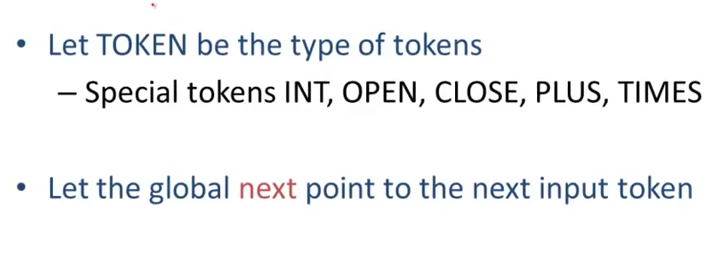 • Let TOKEN be the type of tokens
– Special tokens INT, OPEN, CLOSE, PLUS, TIMES
• Let the global next point to the next input token